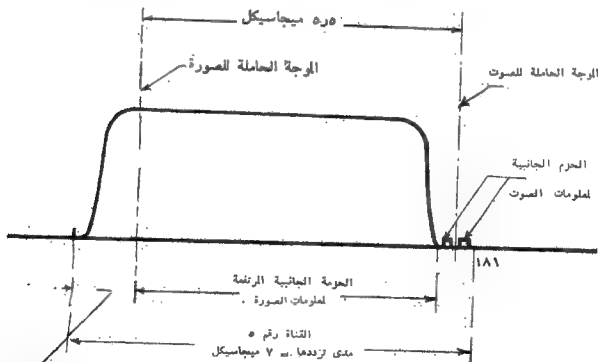 ٥ر٥ ميجاسيكل
الموجة الحاملة للصورة
الموجة الحاملة للصوت
الحزم الجانبية
لمعلومات الصوت
١٨١
الحزمة الجانبية المرتفعة
لمعلومات الصورة
القناة رقم ٥
مدى ترددها = ٧ ميجاسيكل